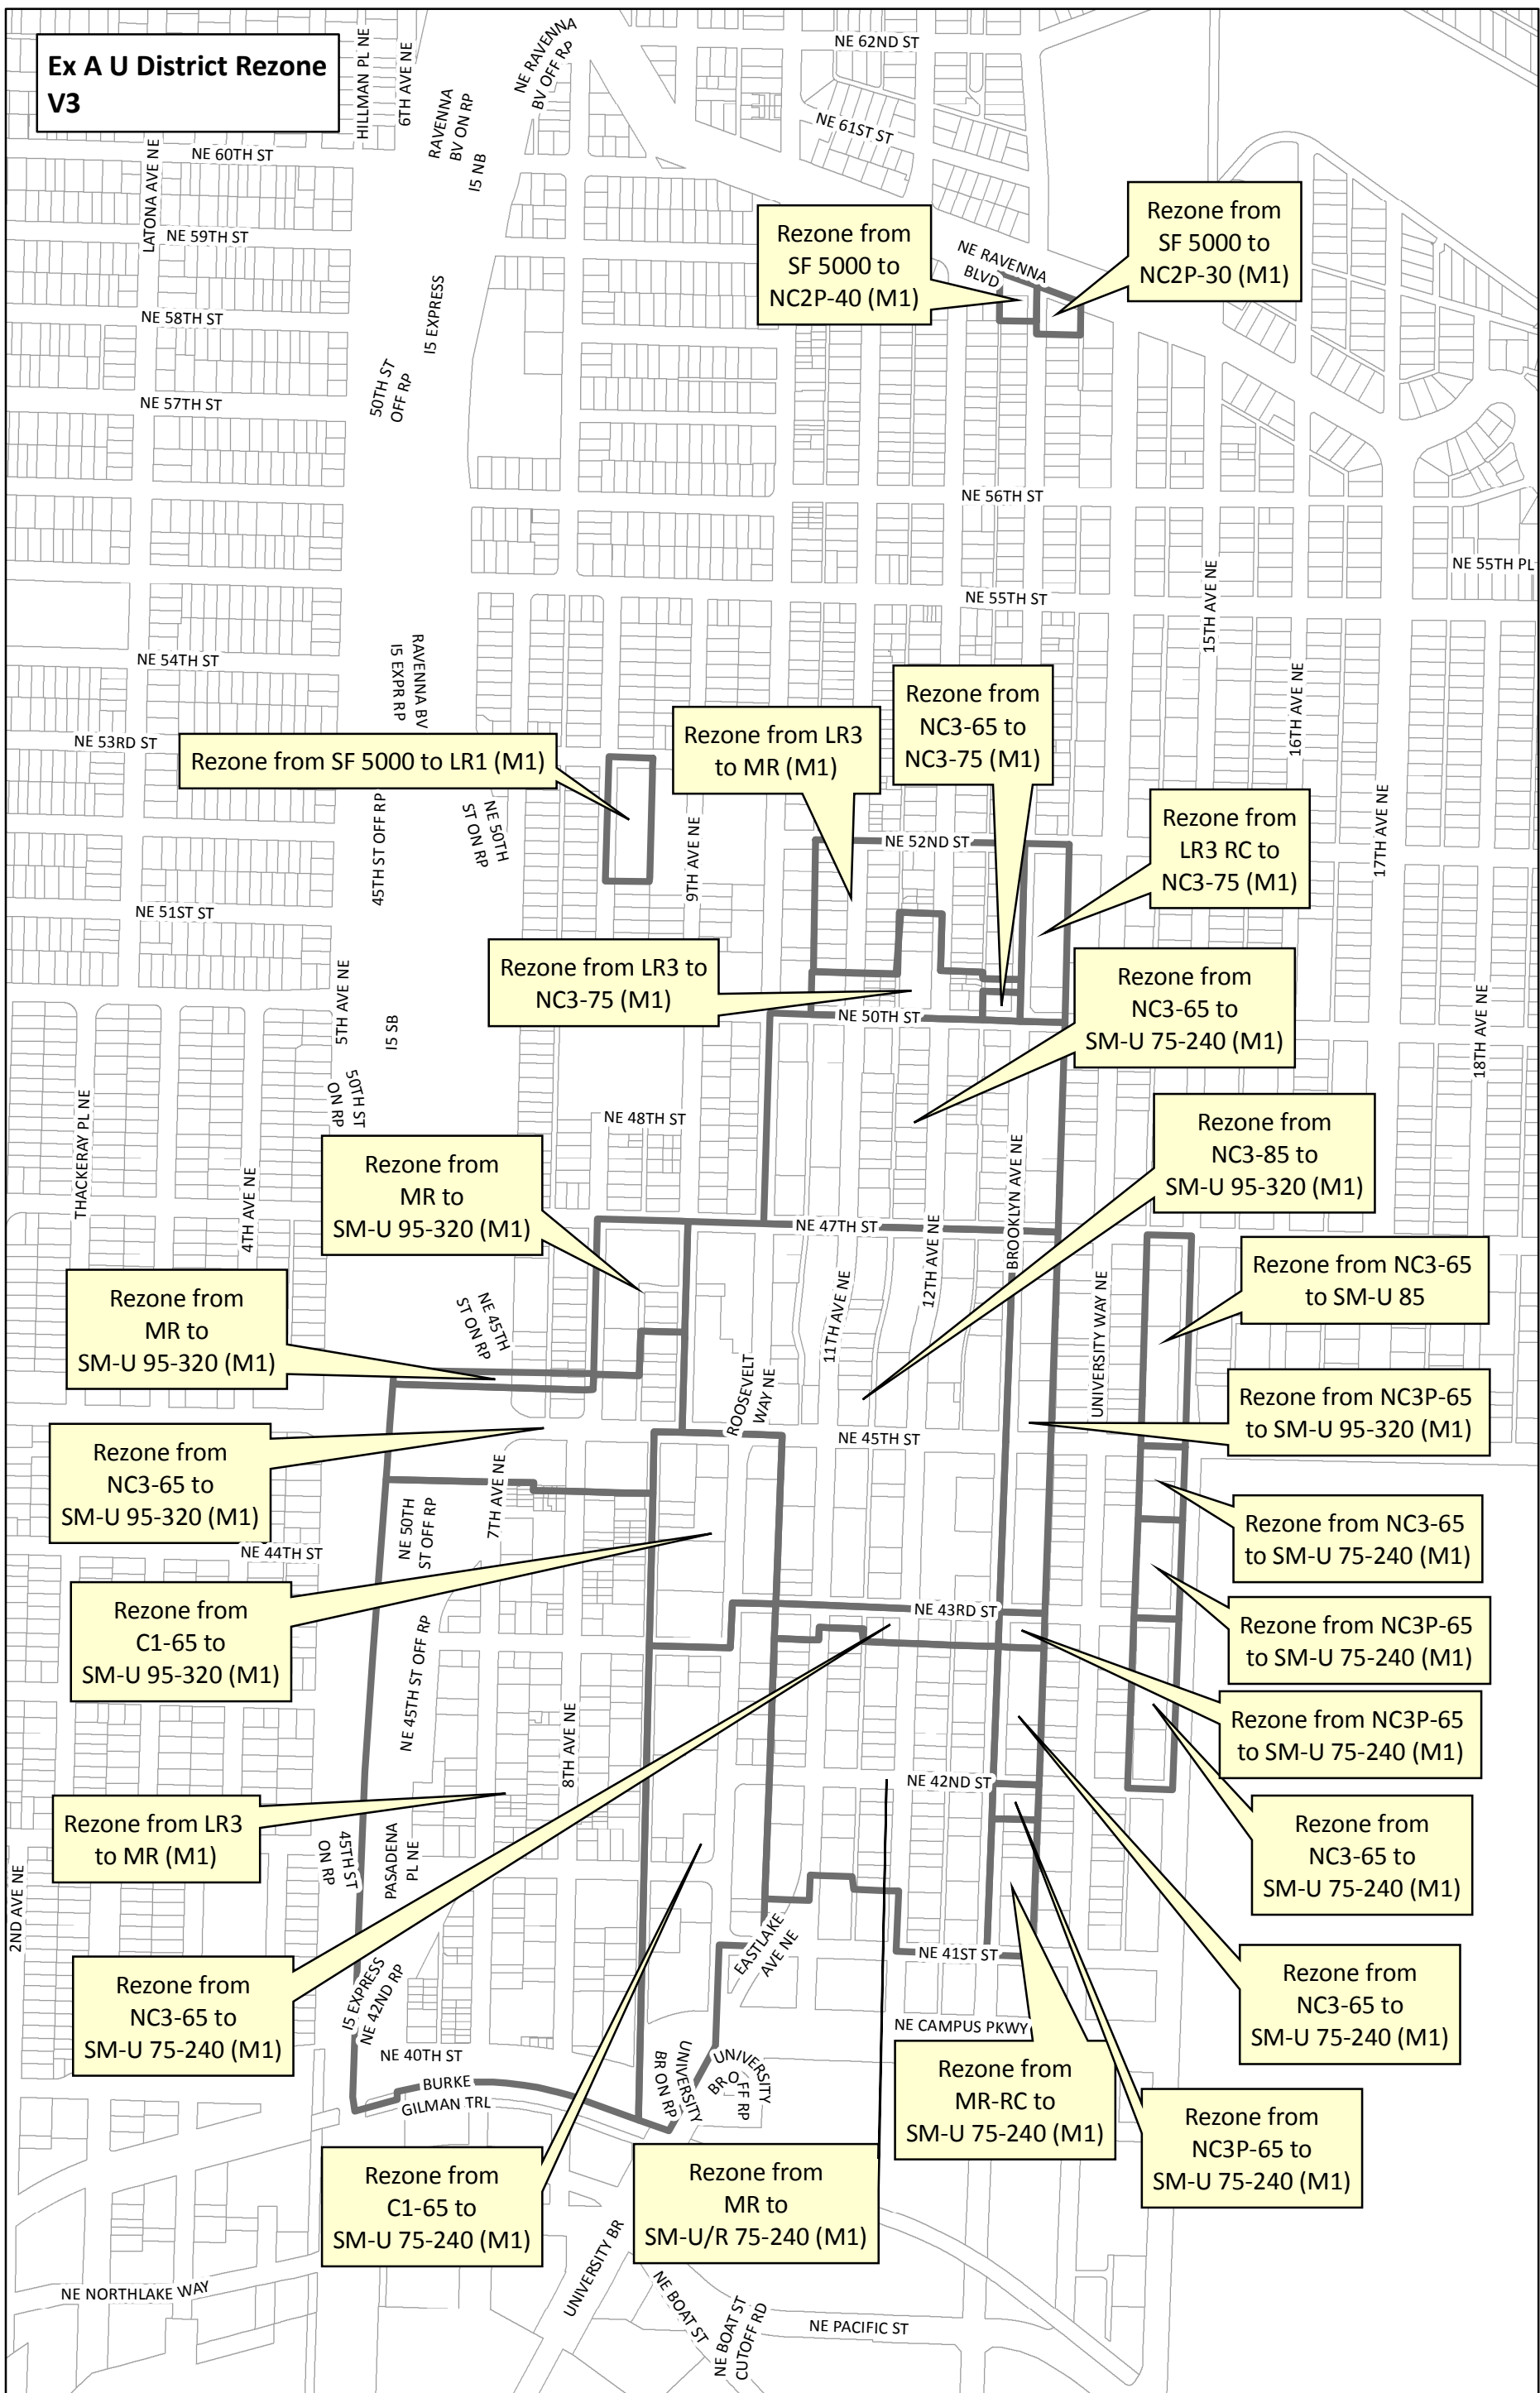 Ex A U District Rezone
V3
HILLMAN PL NE
6TH AVE NE
NE RAVENNA
BV OFF RP
NE 62ND ST
RAVENNA
BV ON RP
I5 NB
NE 61ST ST
NE 60TH ST
LATONA AVE NE
NE 59TH ST
Rezone from
SF 5000 to
NC2P-40 (M1)
NE RAVENNA
BLVD
Rezone from
SF 5000 to
NC2P-30 (M1)
NE 58TH ST
I5 EXPRESS
50TH ST
OFF RP
NE 57TH ST
NE 56TH ST
NE 55TH PL
NE 55TH ST
15TH AVE NE
NE 54TH ST
I5 EXPR RP
RAVENNA BV
16TH AVE NE
NE 53RD ST
Rezone from SF 5000 to LR1 (M1)
Rezone from LR3
to MR (M1)
Rezone from
NC3-65 to
NC3-75 (M1)
45TH ST OFF RP
NE 50TH
ST ON RP
9TH AVE NE
NE 52ND ST
Rezone from
LR3 RC to
NC3-75 (M1)
17TH AVE NE
NE 51ST ST
Rezone from LR3 to
NC3-75 (M1)
Rezone from
NC3-65 to
SM-U 75-240 (M1)
5TH AVE NE
I5 SB
NE 50TH ST
18TH AVE NE
50TH ST
ON RP
NE 48TH ST
THACKERAY PL NE
4TH AVE NE
Rezone from
MR to
SM-U 95-320 (M1)
BROOKLYN AVE NE
Rezone from
NC3-85 to
SM-U 95-320 (M1)
NE 47TH ST
12TH AVE NE
11TH AVE NE
UNIVERSITY WAY NE
Rezone from NC3-65
to SM-U 85
Rezone from
MR to
SM-U 95-320 (M1)
NE 45TH
ST ON RP
ROOSEVELT
WAY NE
Rezone from NC3P-65
to SM-U 95-320 (M1)
NE 45TH ST
Rezone from
NC3-65 to
SM-U 95-320 (M1)
7TH AVE NE
NE 50TH
ST OFF RP
Rezone from NC3-65
to SM-U 75-240 (M1)
NE 44TH ST
Rezone from
C1-65 to
SM-U 95-320 (M1)
NE 43RD ST
Rezone from NC3P-65
to SM-U 75-240 (M1)
NE 45TH ST OFF RP
Rezone from NC3P-65
to SM-U 75-240 (M1)
8TH AVE NE
NE 42ND ST
Rezone from LR3
to MR (M1)
45TH ST
ON RP
PASADENA
PL NE
Rezone from
NC3-65 to
SM-U 75-240 (M1)
2ND AVE NE
EASTLAKE
AVE NE
NE 41ST ST
Rezone from
NC3-65 to
SM-U 75-240 (M1)
I5 EXPRESS
NE 42ND RP
Rezone from
NC3-65 to
SM-U 75-240 (M1)
NE CAMPUS PKWY
NE 40TH ST
UNIVERSITY
BR ON RP
UNIVERSITY
BR OFF RP
Rezone from
MR-RC to
SM-U 75-240 (M1)
BURKE
GILMAN TRL
Rezone from
NC3P-65 to
SM-U 75-240 (M1)
Rezone from
C1-65 to
SM-U 75-240 (M1)
Rezone from
MR to
SM-U/R 75-240 (M1)
UNIVERSITY BR
NE NORTHLAKE WAY
NE BOAT ST
NE BOAT ST
CUTOFF RD
NE PACIFIC ST